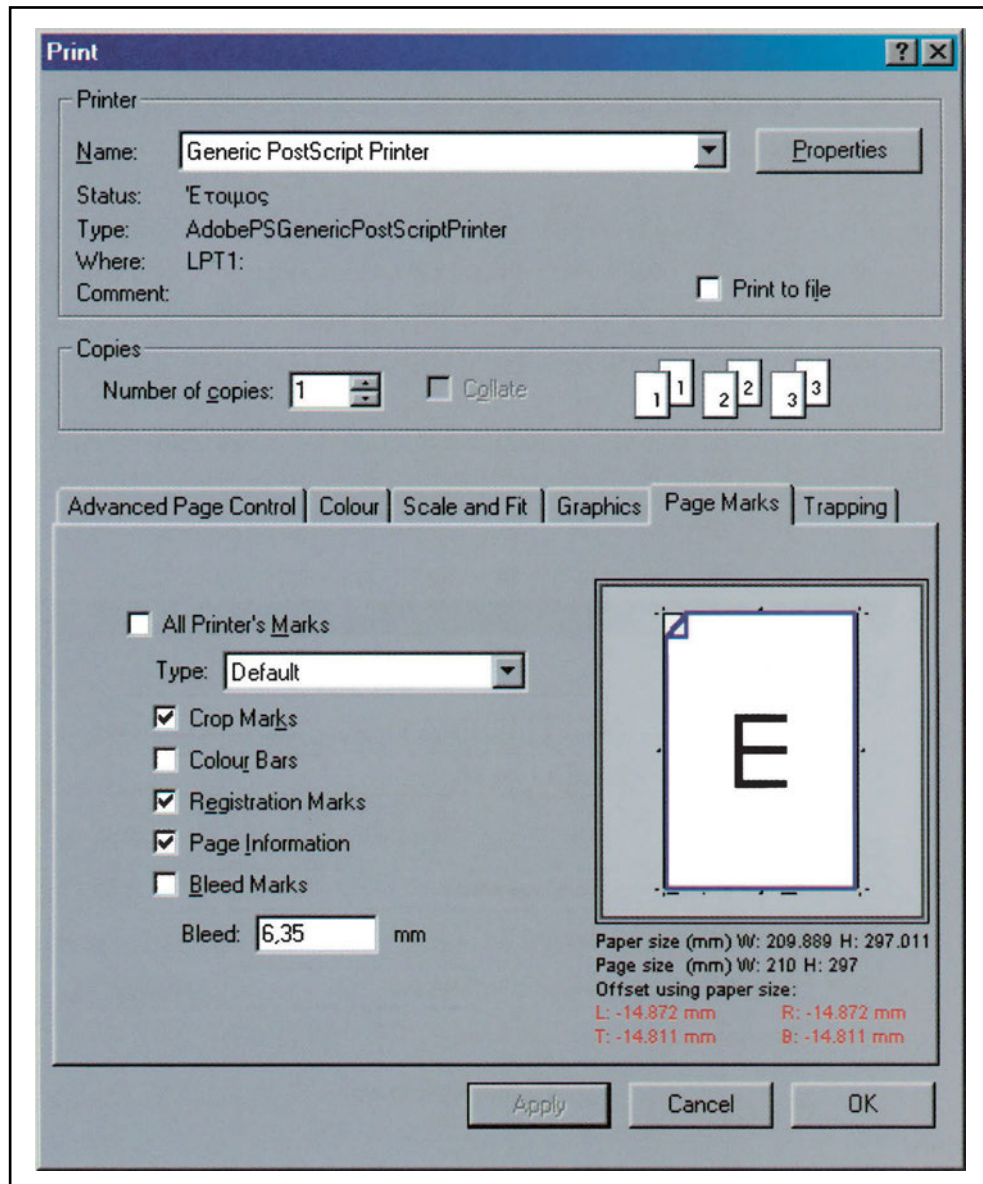 Print
Printer
Name: Generic PostScript Printer Properties
Status: Έτοιμος
Type: AdobePSGenericPostScriptPrinter
Where: LPT1:
Comment: Print to file
Copies
Number of copies: 1 Collate 1 1 2 2 3 3
Advanced Page Control Colour Scale and Fit Graphics Page Marks Trapping
All Printer's Marks
Type: Default
Crop Marks
Colour Bars
Registration Marks
Page Information
Bleed Marks
Bleed: 6,35 mm
E
Paper size (mm) W: 209.889 H: 297.011
Page size (mm) W: 210 H: 297
Offset using paper size:
L: -14.872 mm R: -14.872 mm
T: -14.811 mm B: -14.811 mm
Apply Cancel OK